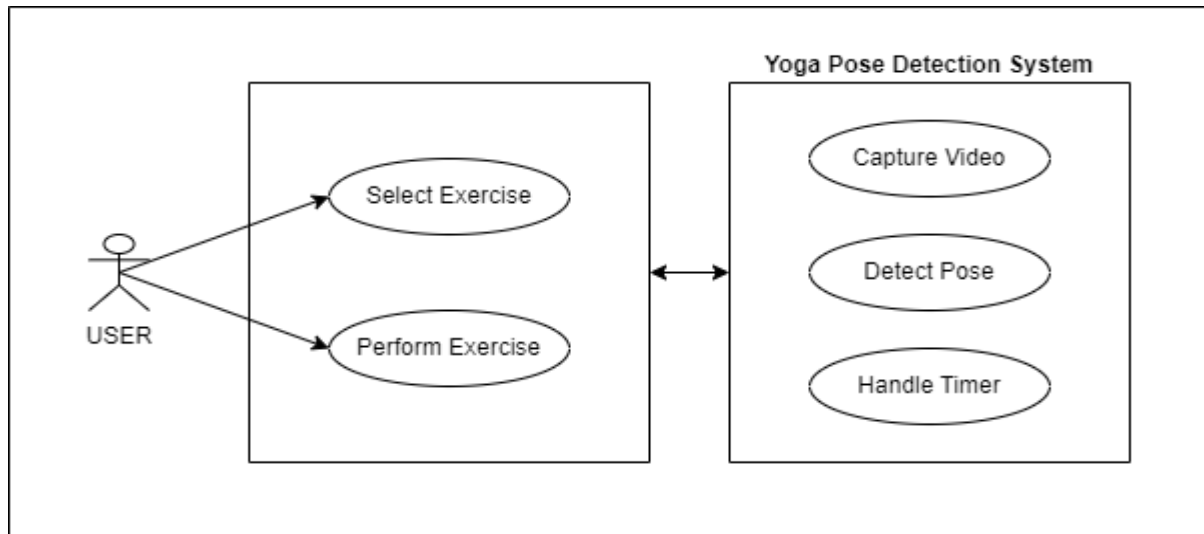 Yoga Pose Detection System
Select Exercise
Perform Exercise
USER
Capture Video
Detect Pose
Handle Timer